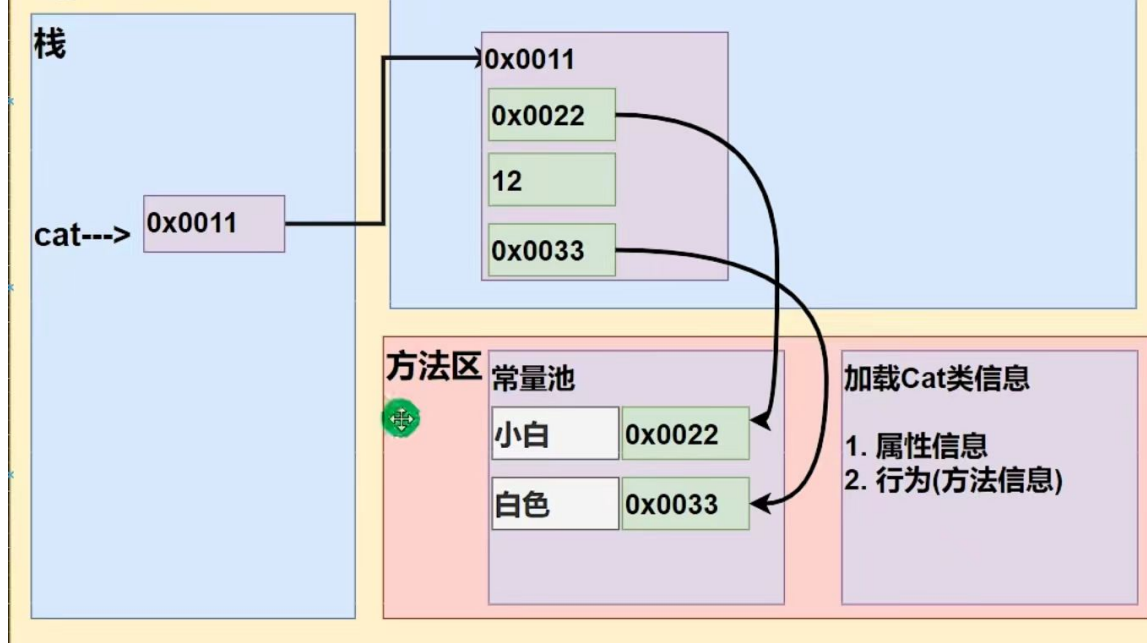 栈
cat---> 0x0011
0x0011
0x0022
12
0x0033
方法区
常量池
小白 0x0022
白色 0x0033
加载Cat类信息
1. 属性信息
2. 行为(方法信息)